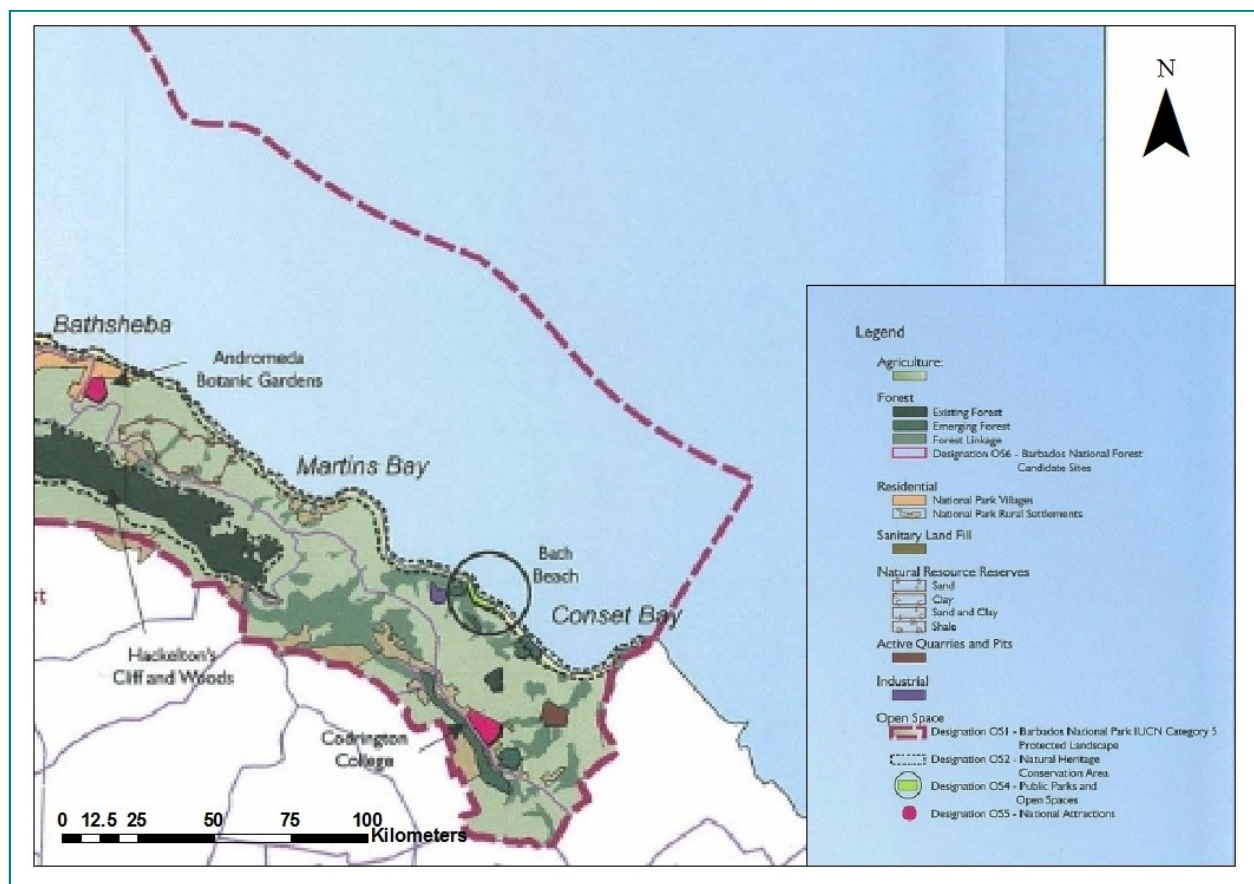 N
Bathsheba
Andromeda
Botanic Gardens
Martins Bay
Bath
Beach
Conset Bay
st
Hackelton's
Cliff and Woods
Codrington
College
0 12.5 25 50 75 100
Kilometers
Legend
Agriculture:
Forest
Existing Forest
Emerging Forest
Forest Linkage
Designation OS6 - Barbados National Forest
Candidate Sites
Residential
National Park Villages
National Park Rural Settlements
Sanitary Land Fill
Natural Resource Reserves
Sand
Clay
Sand and Clay
Shale
Active Quarries and Pits
Industrial
Open Space
Designation OS1 - Barbados National Park IUCN Category 5
Protected Landscape
Designation OS2 - Natural Heritage
Conservation Area
Designation OS4 - Public Parks and
Open Spaces
Designation OS5 - National Attractions